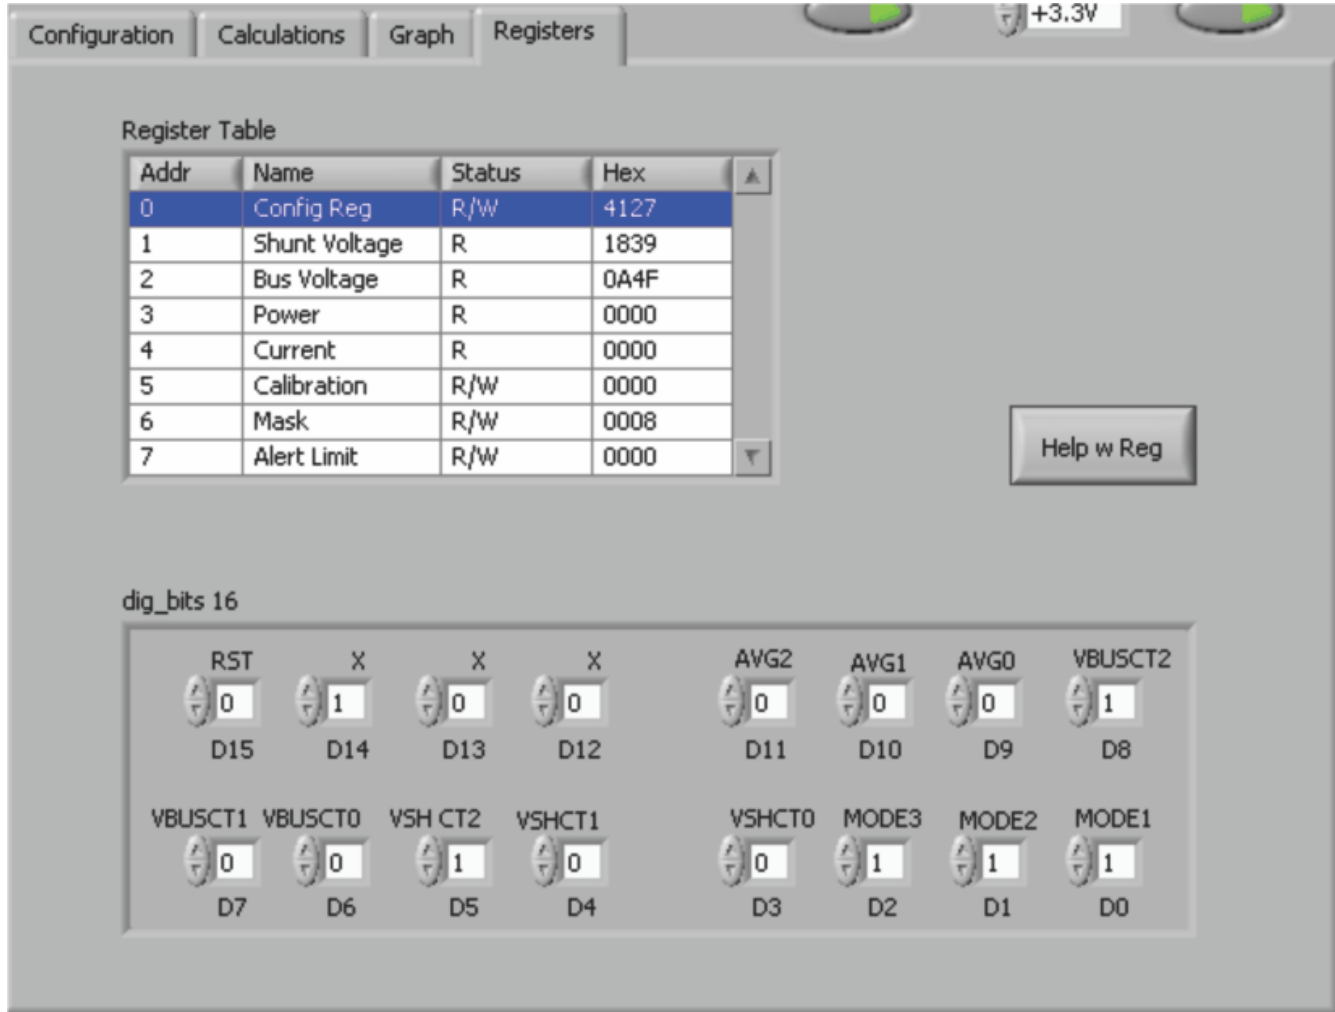 +3.3V
Configuration Calculations Graph Registers
Register Table
Addr Name Status Hex
0 Config Reg R/W 4127
1 Shunt Voltage R 1839
2 Bus Voltage R 0A4F
3 Power R 0000
4 Current R 0000
5 Calibration R/W 0000
6 Mask R/W 0008
7 Alert Limit R/W 0000
Help w Reg
dig_bits 16
RST X X X AVG2 AVG1 AVG0 VBUSCT2
0 1 0 0 0 0 0 1
D15 D14 D13 D12 D11 D10 D9 D8
VBUSCT1 VBUSCT0 VSH CT2 VSHCT1 VSHCT0 MODE3 MODE2 MODE1
0 0 1 0 0 1 1 1
D7 D6 D5 D4 D3 D2 D1 D0